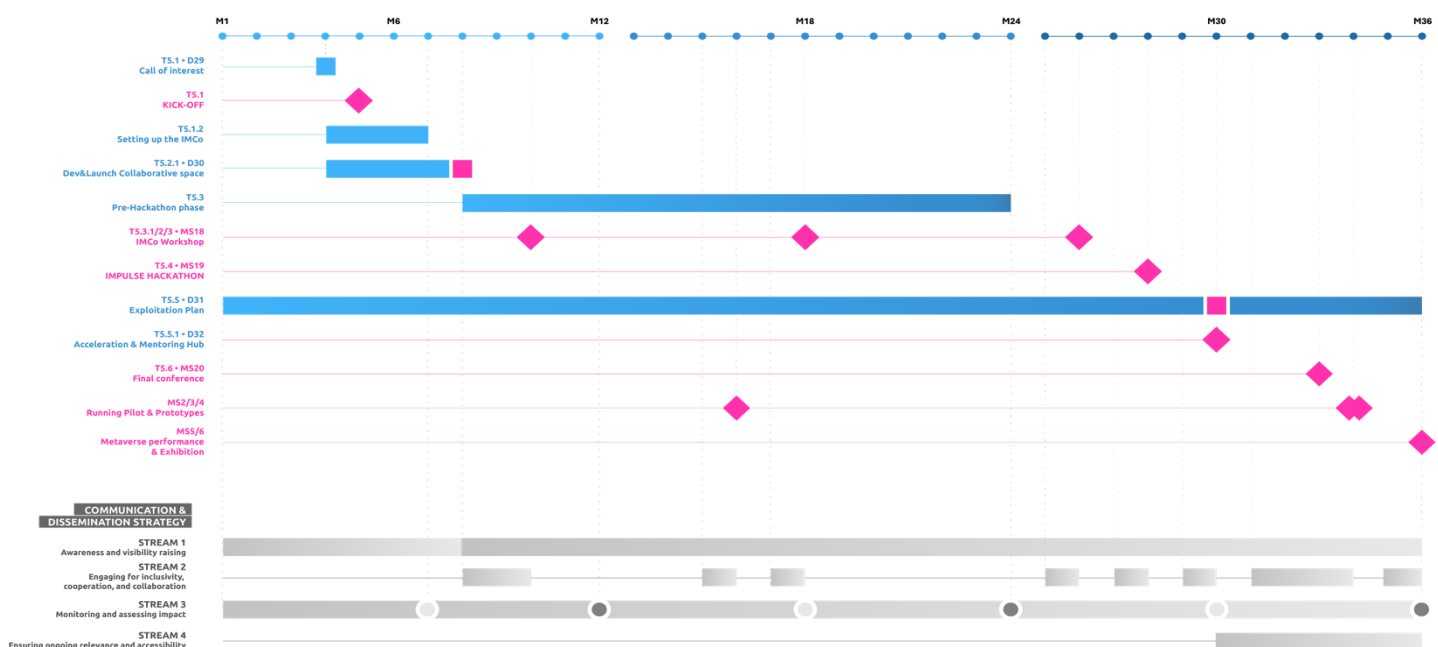 M1 M6 M12 M18 M24 M30 M36
T5.1 • D29
Call of interest
T5.1
KICK-OFF
T5.1.2
Setting up the IMCo
T5.2.1 • D30
Dev&Launch Collaborative space
T5.3
Pre-Hackathon phase
T5.3.1/2/3 • MS18
IMCo Workshop
T5.4 • MS19
IMPULSE HACKATHON
T5.5 • D31
Exploitation Plan
T5.5.1 • D32
Acceleration & Mentoring Hub
T5.6 • MS20
Final conference
MS2/3/4
Running Pilot & Prototypes
MS5/6
Metaverse performance
& Exhibition
COMMUNICATION &
DISSEMINATION STRATEGY
STREAM 1
Awareness and visibility raising
STREAM 2
Engaging for inclusivity,
cooperation, and collaboration
STREAM 3
Monitoring and assessing impact
STREAM 4
Ensuring ongoing relevance and accessibility